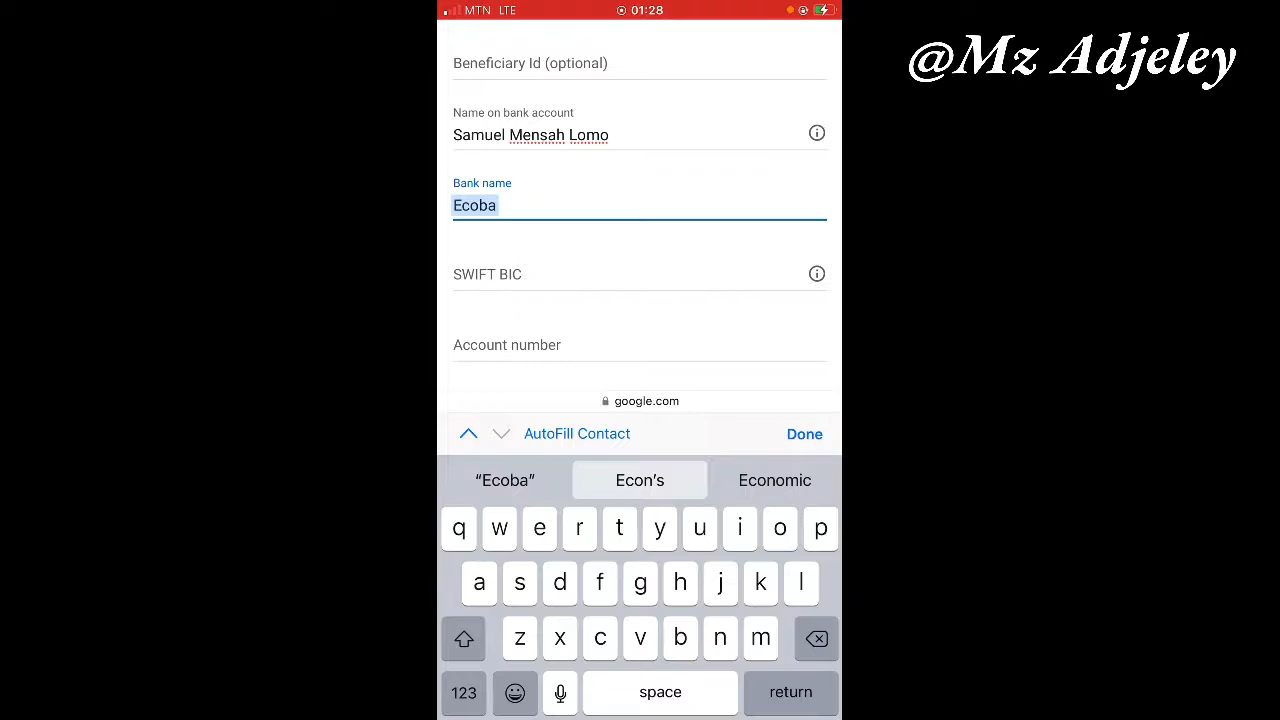 MTN LTE 01:28
@Mz Adjeley
Beneficiary Id (optional)
Name on bank account
Samuel Mensah Lomo
Bank name
Ecoba
SWIFT BIC
Account number
google.com
AutoFill Contact Done
“Ecoba” Econ’s Economic
q w e r t y u i o p
a s d f g h j k l
z x c v b n m
123 space return